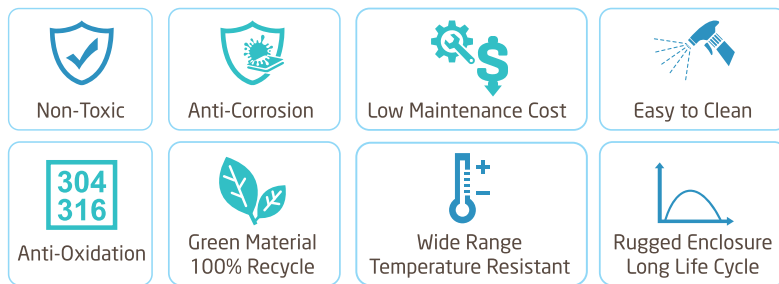 Non-Toxic
Anti-Corrosion
Low Maintenance Cost
Easy to Clean
304
316
Anti-Oxidation
Green Material
100% Recycle
Wide Range
Temperature Resistant
Rugged Enclosure
Long Life Cycle